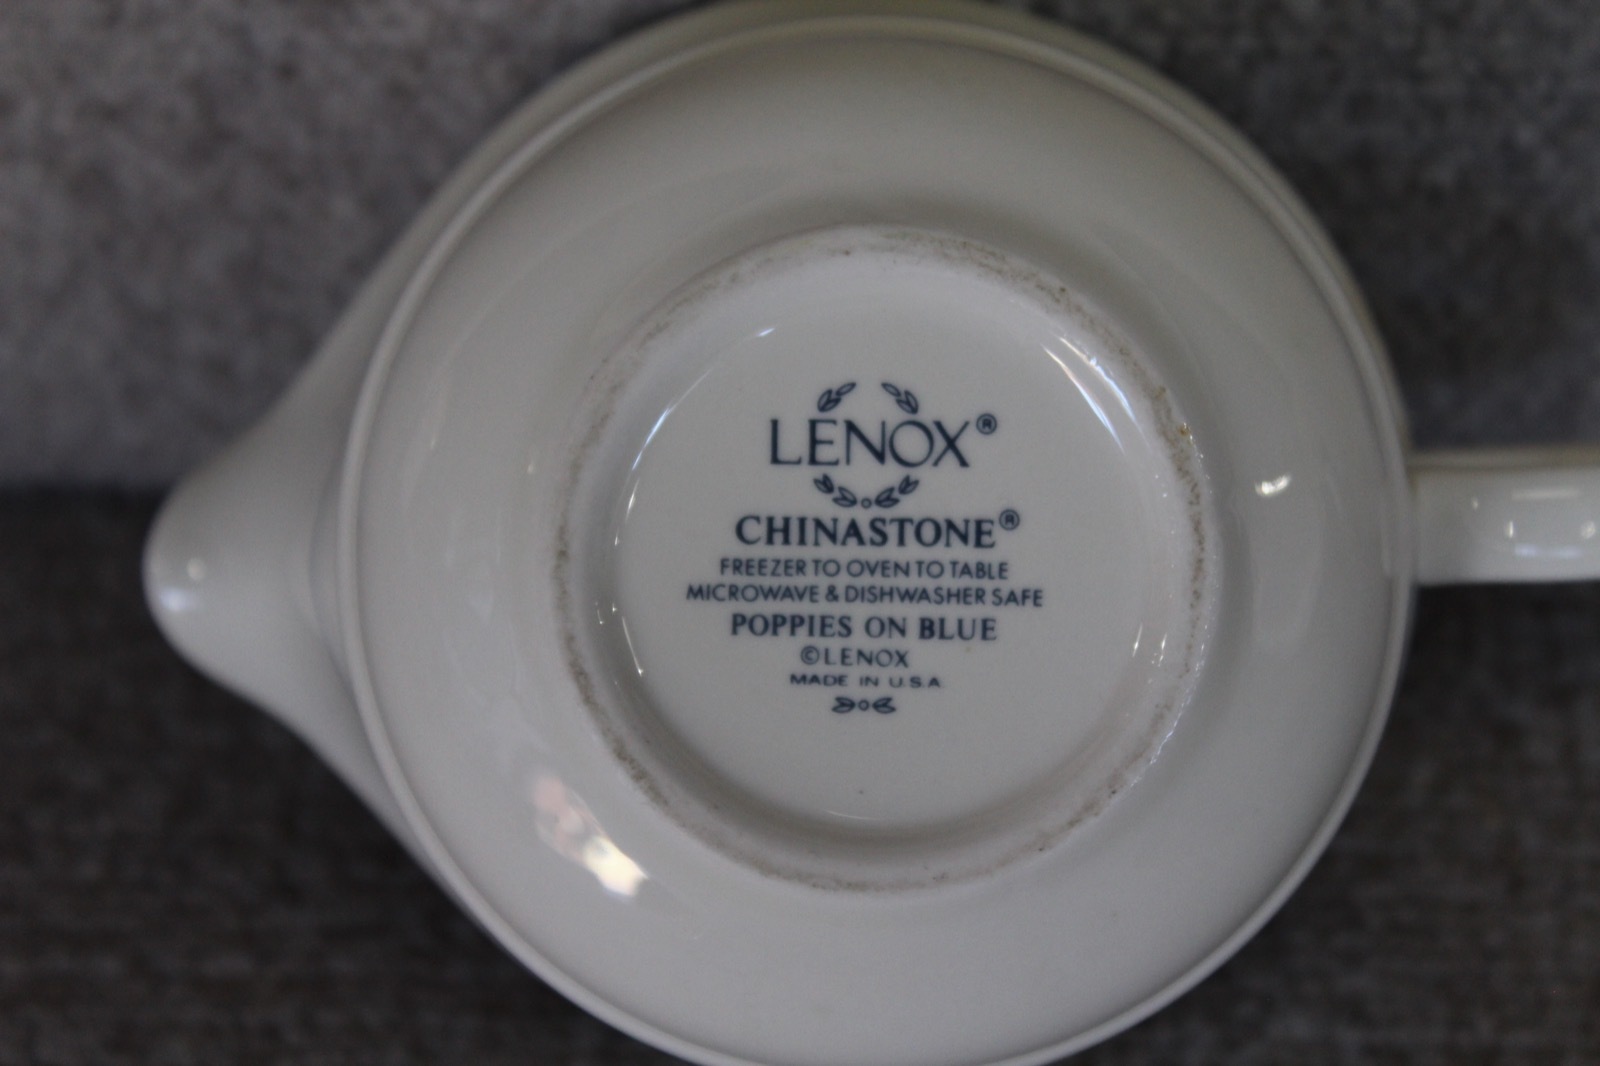 LENOX®
CHINASTONE®
FREEZER TO OVEN TO TABLE
MICROWAVE & DISHWASHER SAFE
POPPIES ON BLUE
©LENOX
MADE IN U.S.A.